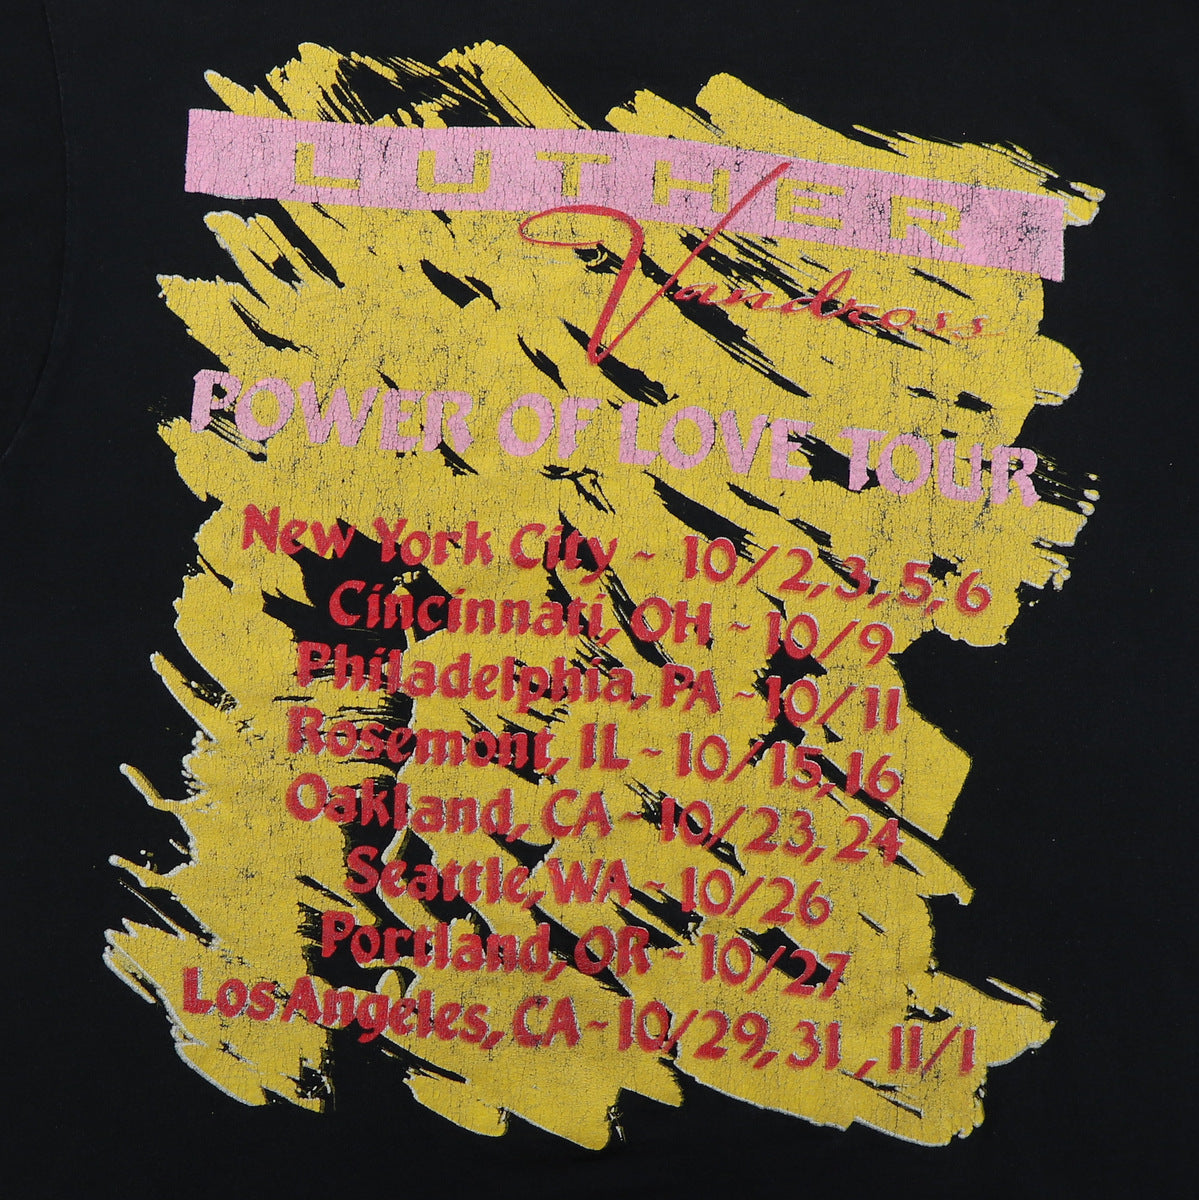 LUTHER
Vandross
POWER OF LOVE TOUR
New York City ~ 10/2, 3, 5, 6
Cincinnati, OH ~ 10/9
Philadelphia, PA ~ 10/11
Rosemont, IL ~ 10/15, 16
Oakland, CA ~ 10/23, 24
Seattle, WA ~ 10/26
Portland, OR ~ 10/27
Los Angeles, CA ~ 10/29, 31, 11/1